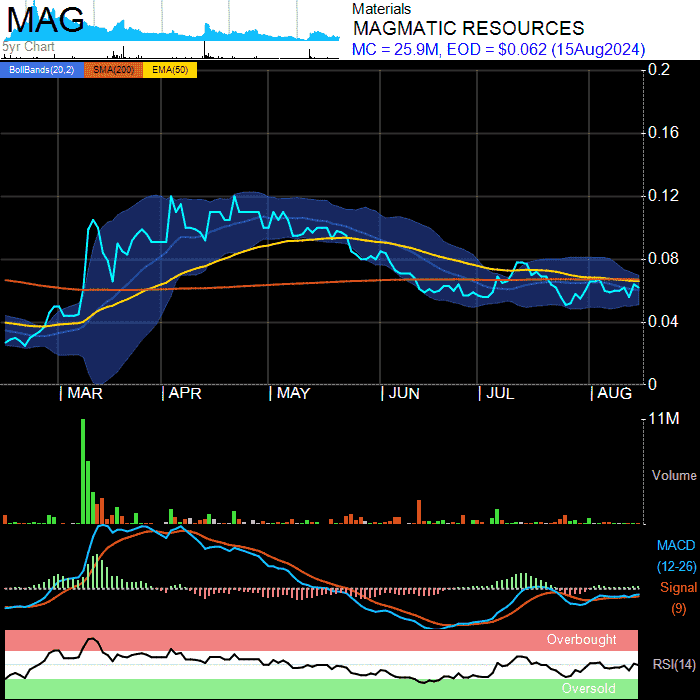 MAG
5yr Chart
Materials
MAGMATIC RESOURCES
MC = 25.9M, EOD = $0.062 (15Aug2024)
BollBands(20,2) SMA(200) EMA(50)
0.2
0.16
0.12
0.08
0.04
0
MAR APR MAY JUN JUL AUG
11M
Volume
MACD
(12-26)
Signal
(9)
Overbought
RSI(14)
Oversold